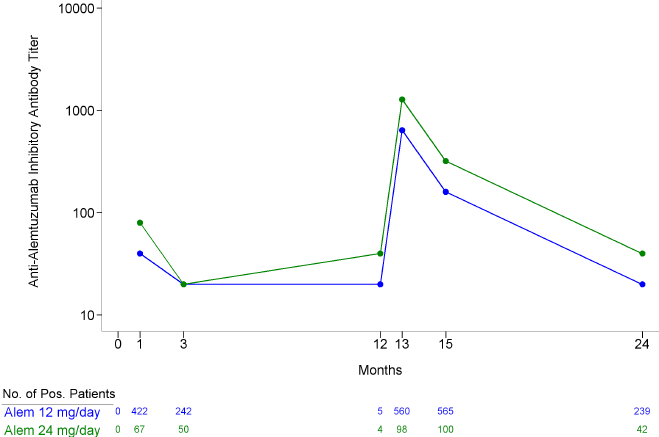 10000
1000
100
10
Anti-Alemtuzumab Inhibitory Antibody Titer
0 1 3 12 13 15 24
Months
No. of Pos. Patients
Alem 12 mg/day 0 422 242 5 560 565 239
Alem 24 mg/day 0 67 50 4 98 100 42